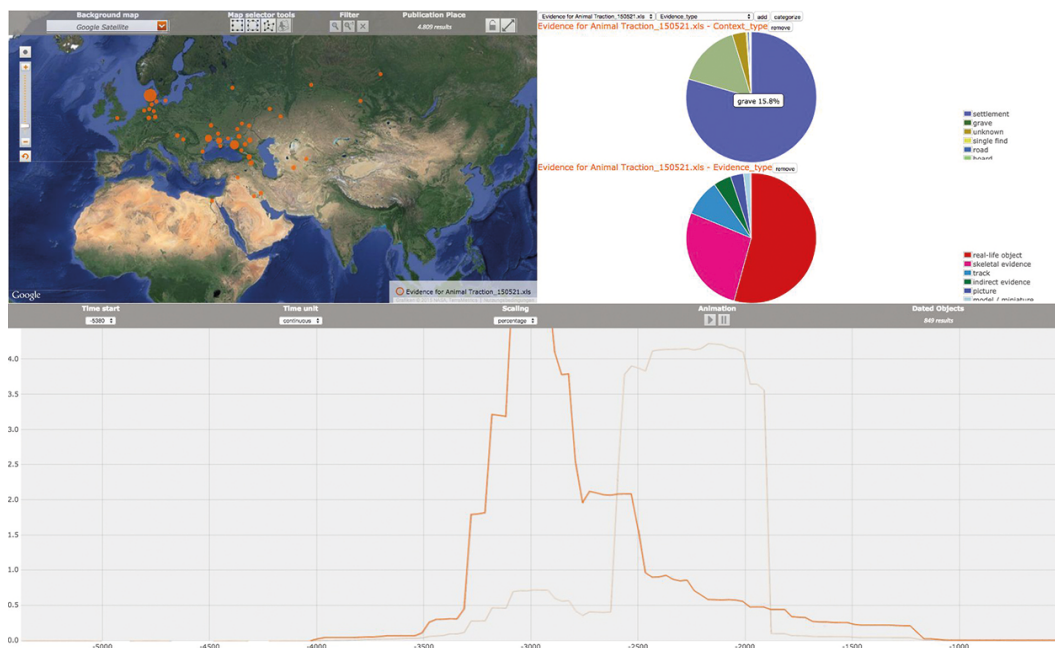 Background map
Google Satellite
Map selector tools
Filter
Publication Place
4.809 results
Google
Evidence for Animal Traction_150521.xls
Evidence for Animal Traction_150521.xls Evidence_type add categorize
Evidence for Animal Traction_150521.xls - Context_type remove
grave 15.8%
settlement
grave
unknown
single find
road
hoard
Evidence for Animal Traction_150521.xls - Evidence_type remove
real-life object
skeletal evidence
track
indirect evidence
picture
model / miniature
Time start
-5380
Time unit
continuous
Scaling
percentage
Animation
Dated Objects
849 results
4.0
3.5
3.0
2.5
2.0
1.5
1.0
0.5
0.0
-5000 -4500 -4000 -3500 -3000 -2500 -2000 -1500 -1000